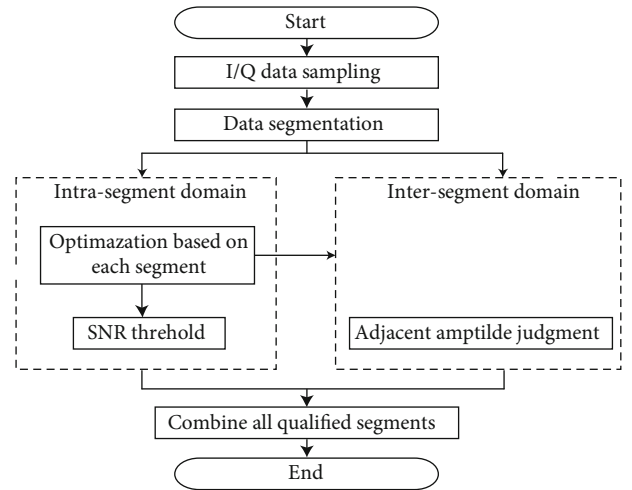 Start
I/Q data sampling
Data segmentation
Intra-segment domain
Optimazation based on
each segment
SNR threhold
Inter-segment domain
Adjacent amptilde judgment
Combine all qualified segments
End